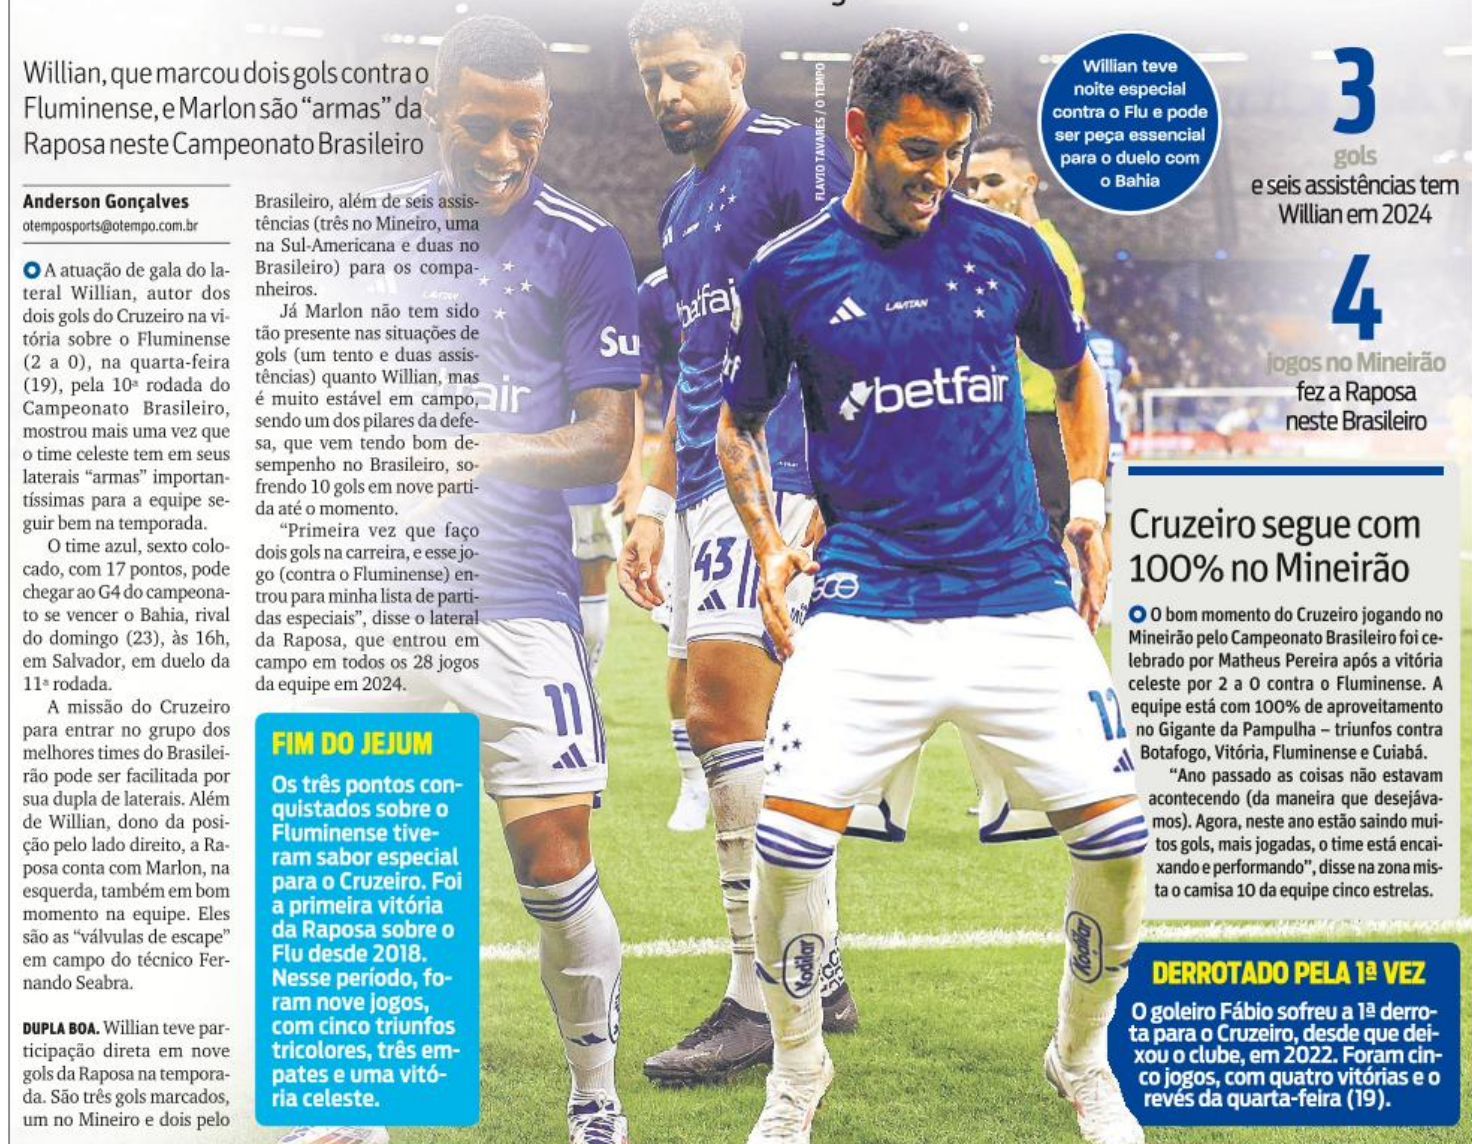 Willian, que marcou dois gols contra o
Fluminense, e Marlon são “armas” da
Raposa neste Campeonato Brasileiro
Anderson Gonçalves
otemposports@otempo.com.br
A atuação de gala do la-
teral Willian, autor dos
dois gols do Cruzeiro na vi-
tória sobre o Fluminense
(2 a 0), na quarta-feira
(19), pela 10ª rodada do
Campeonato Brasileiro,
mostrou mais uma vez que
o time celeste tem em seus
laterais “armas” importan-
tíssimas para a equipe se-
guir bem na temporada.
O time azul, sexto colo-
cado, com 17 pontos, pode
chegar ao G4 do campeona-
to se vencer o Bahia, rival
do domingo (23), às 16h,
em Salvador, em duelo da
11ª rodada.
A missão do Cruzeiro
para entrar no grupo dos
melhores times do Brasilei-
rão pode ser facilitada por
sua dupla de laterais. Além
de Willian, dono da posi-
ção pelo lado direito, a Ra-
posa conta com Marlon, na
esquerda, também em bom
momento na equipe. Eles
são as “válvulas de escape”
em campo do técnico Fer-
nando Seabra.
DUPLA BOA. Willian teve par-
ticipação direta em nove
gols da Raposa na tempora-
da. São três gols marcados,
um no Mineiro e dois pelo
Brasileiro, além de seis assis-
tências (três no Mineiro, uma
na Sul-Americana e duas no
Brasileiro) para os compa-
nheiros.
Já Marlon não tem sido
tão presente nas situações de
gols (um tento e duas assis-
tências) quanto Willian, mas
é muito estável em campo,
sendo um dos pilares da defe-
sa, que vem tendo bom de-
sempenho no Brasileiro, so-
frendo 10 gols em nove parti-
da até o momento.
“Primeira vez que faço
dois gols na carreira, e esse jo-
go (contra o Fluminense) en-
trou para minha lista de parti-
das especiais”, disse o lateral
da Raposa, que entrou em
campo em todos os 28 jogos
da equipe em 2024.
FIM DO JEJUM
Os três pontos con-
quistados sobre o
Fluminense tive-
ram sabor especial
para o Cruzeiro. Foi
a primeira vitória
da Raposa sobre o
Flu desde 2018.
Nesse período, fo-
ram nove jogos,
com cinco triunfos
tricolores, três em-
pates e uma vitó-
ria celeste.
FLAVIO TAVARES / O TEMPO
LAVITAN
Su
fair
11
betfai
43
LAVITAN
betfair
12
Kodilar
Kodilar
Willian teve
noite especial
contra o Flu e pode
ser peça essencial
para o duelo com
o Bahia
3
gols
e seis assistências tem
Willian em 2024
4
jogos no Mineirão
fez a Raposa
neste Brasileiro
Cruzeiro segue com
100% no Mineirão
O bom momento do Cruzeiro jogando no
Mineirão pelo Campeonato Brasileiro foi ce-
lebrado por Matheus Pereira após a vitória
celeste por 2 a 0 contra o Fluminense. A
equipe está com 100% de aproveitamento
no Gigante da Pampulha – triunfos contra
Botafogo, Vitória, Fluminense e Cuiabá.
“Ano passado as coisas não estavam
acontecendo (da maneira que desejáva-
mos). Agora, neste ano estão saindo mui-
tos gols, mais jogadas, o time está encai-
xando e performando”, disse na zona mis-
ta o camisa 10 da equipe cinco estrelas.
DERROTADO PELA 1ª VEZ
O goleiro Fábio sofreu a 1ª derro-
ta para o Cruzeiro, desde que dei-
xou o clube, em 2022. Foram cin-
co jogos, com quatro vitórias e o
revés da quarta-feira (19).